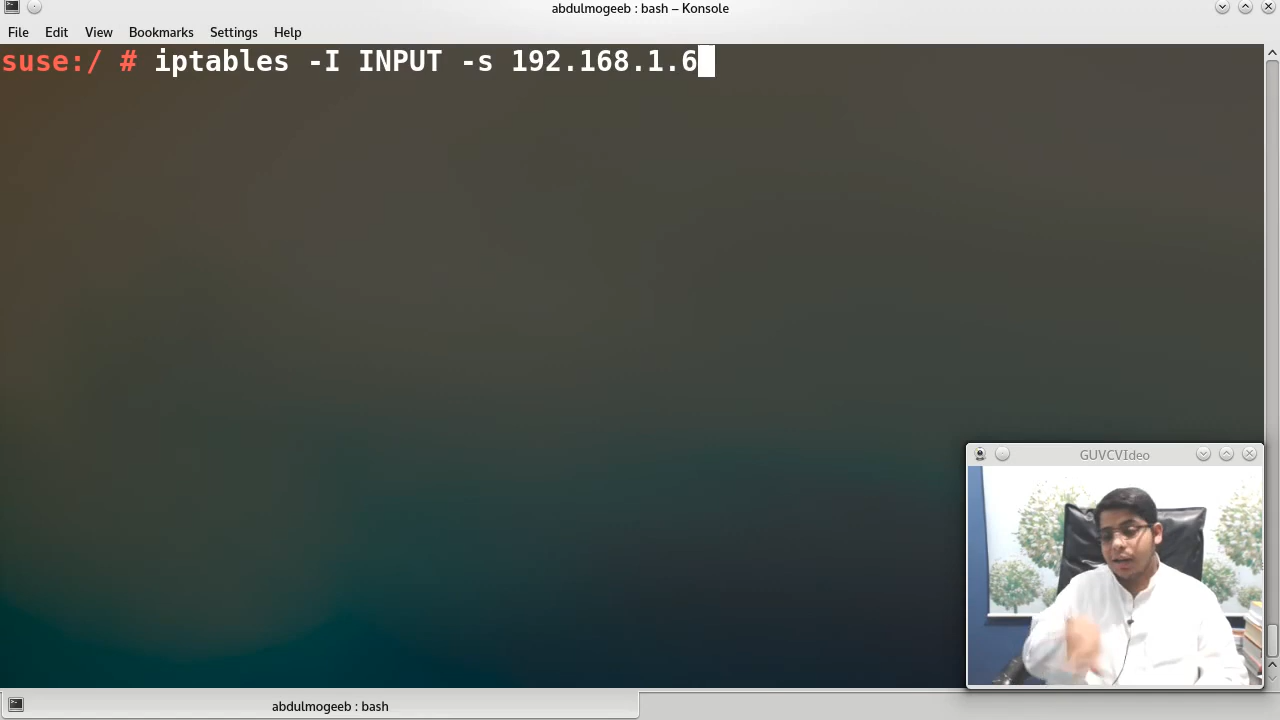 abdulmogeeb : bash – Konsole
File Edit View Bookmarks Settings Help
suse:/ # iptables -I INPUT -s 192.168.1.6
GUVCVIdeo
abdulmogeeb : bash